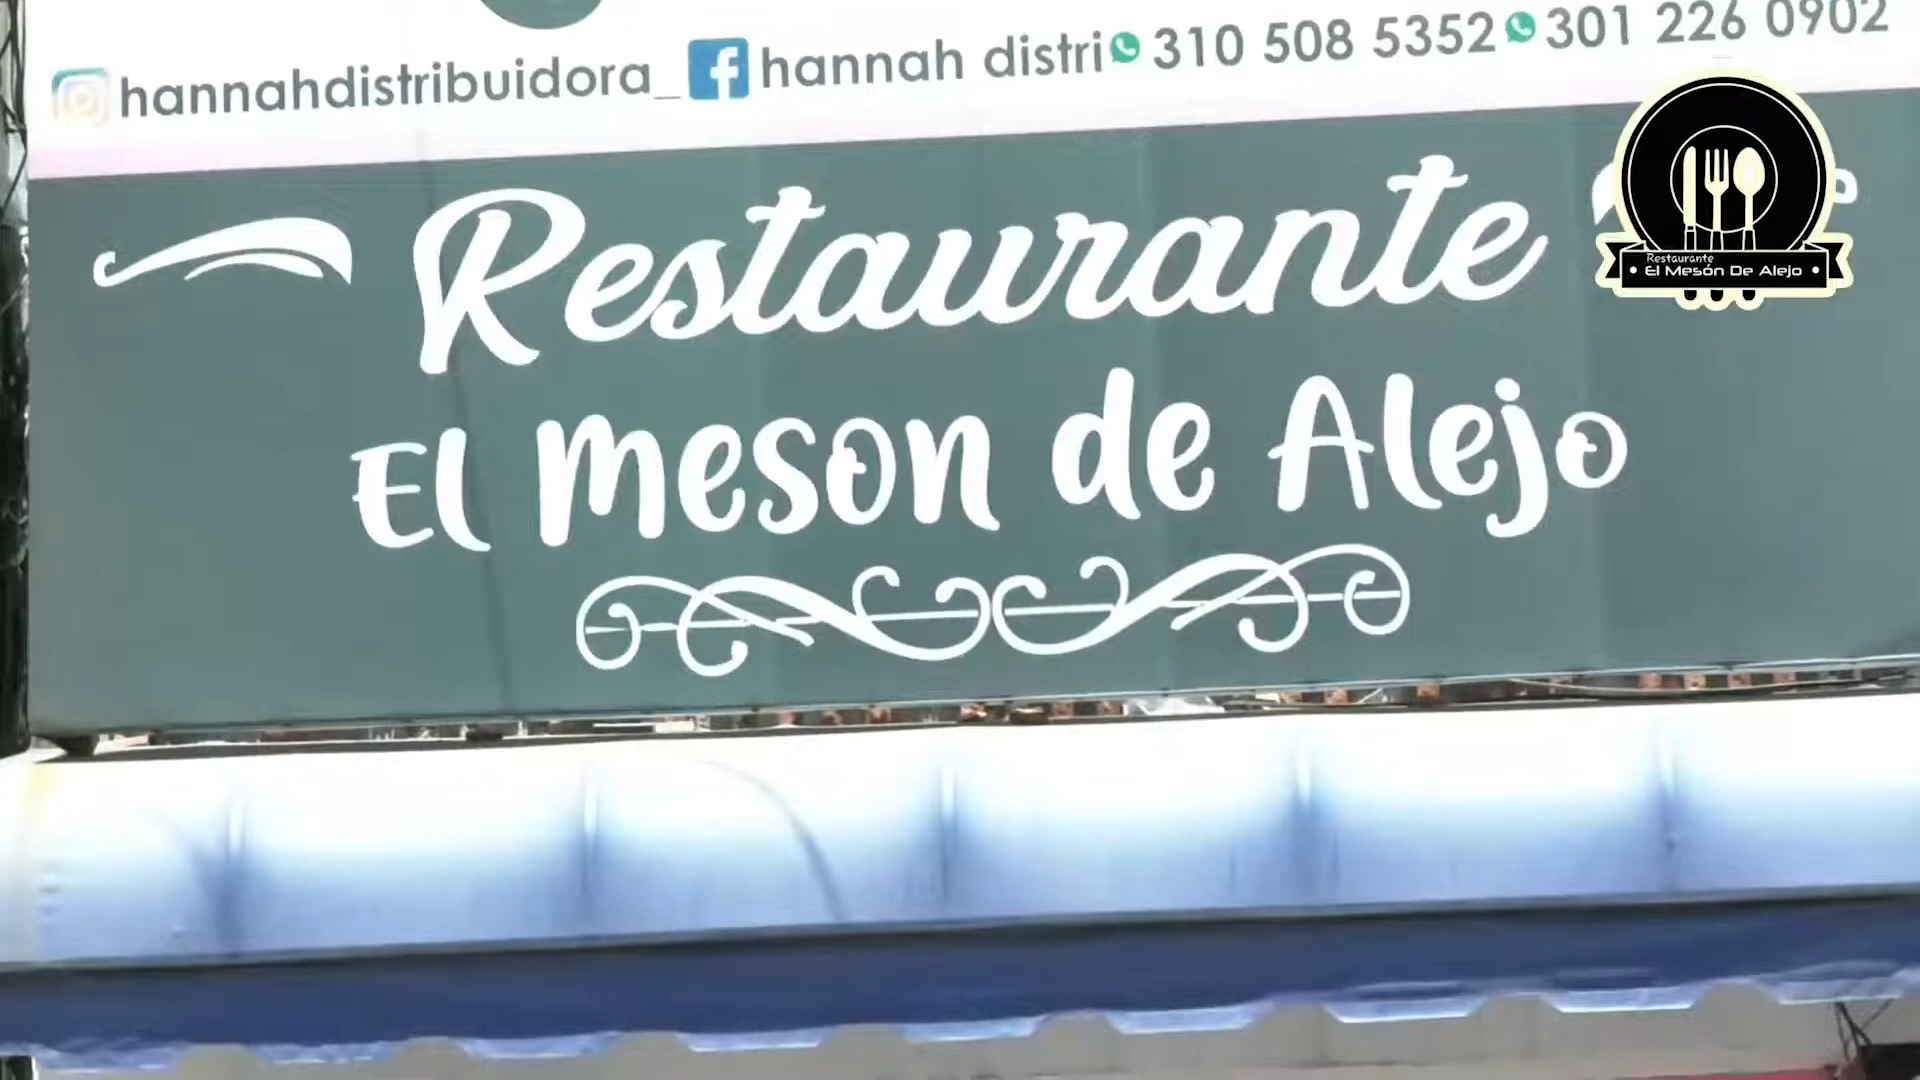 hannahdistribuidora_ hannah distri 310 508 5352 301 226 0902
Restaurante
El meson de Alejo
Restaurante
El Mesón De Alejo